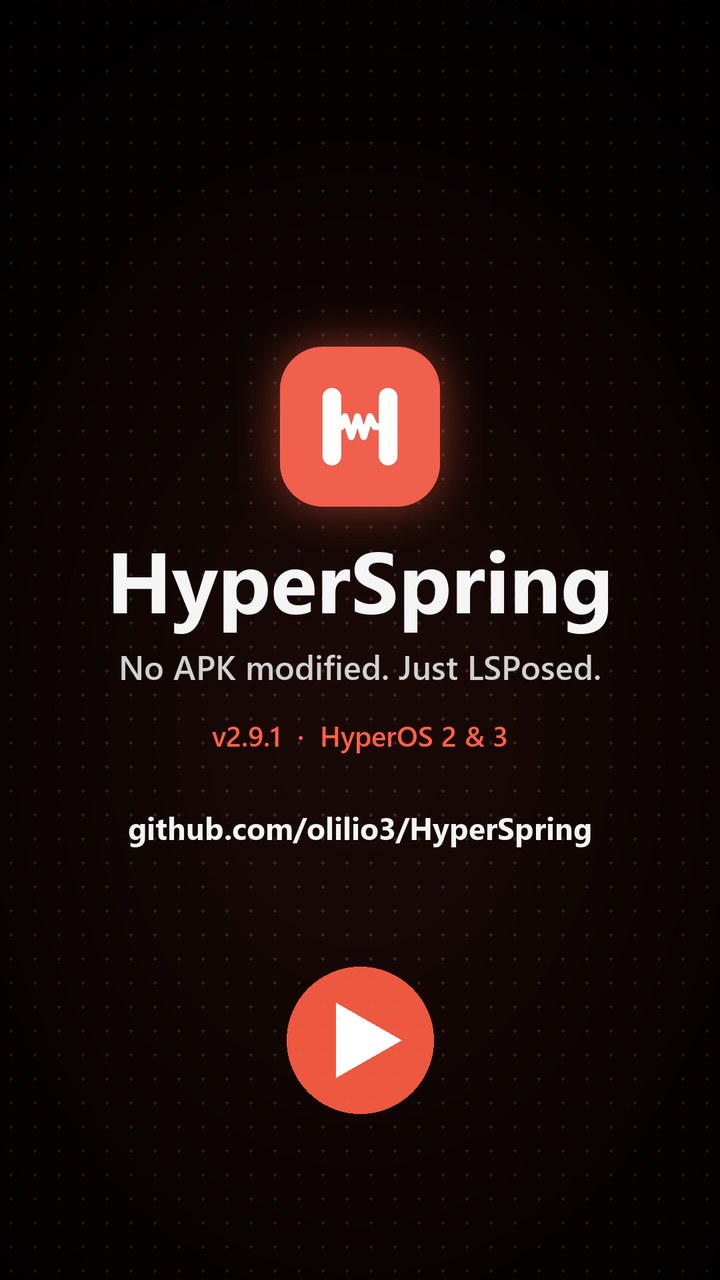 HyperSpring
No APK modified. Just LSPosed.
v2.9.1 · HyperOS 2 & 3
github.com/olilio3/HyperSpring